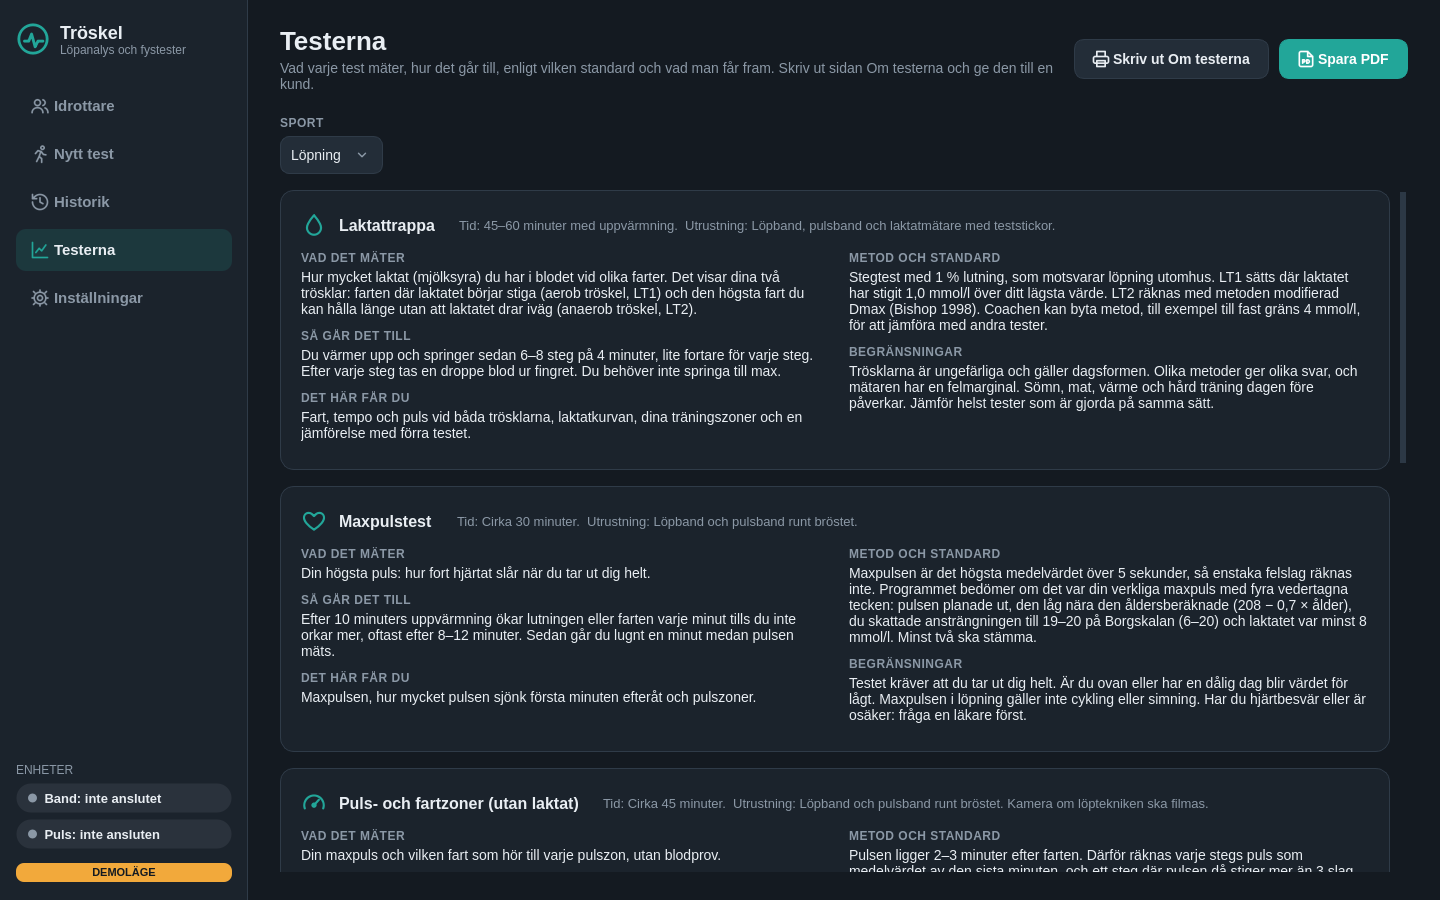 Tröskel
Löpanalys och fystester
Idrottare
Nytt test
Historik
Testerna
Inställningar
ENHETER
Band: inte anslutet
Puls: inte ansluten
DEMOLÄGE
Testerna
Vad varje test mäter, hur det går till, enligt vilken standard och vad man får fram. Skriv ut sidan Om testerna och ge den till en
kund.
Skriv ut Om testerna
Spara PDF
SPORT
Löpning
Laktattrappa
Tid: 45–60 minuter med uppvärmning. Utrustning: Löpband, pulsband och laktatmätare med teststickor.
VAD DET MÄTER
Hur mycket laktat (mjölksyra) du har i blodet vid olika farter. Det visar dina två
trösklar: farten där laktatet börjar stiga (aerob tröskel, LT1) och den högsta fart du
kan hålla länge utan att laktatet drar iväg (anaerob tröskel, LT2).
SÅ GÅR DET TILL
Du värmer upp och springer sedan 6–8 steg på 4 minuter, lite fortare för varje steg.
Efter varje steg tas en droppe blod ur fingret. Du behöver inte springa till max.
DET HÄR FÅR DU
Fart, tempo och puls vid båda trösklarna, laktatkurvan, dina träningszoner och en
jämförelse med förra testet.
METOD OCH STANDARD
Stegtest med 1 % lutning, som motsvarar löpning utomhus. LT1 sätts där laktatet
har stigit 1,0 mmol/l över ditt lägsta värde. LT2 räknas med metoden modifierad
Dmax (Bishop 1998). Coachen kan byta metod, till exempel till fast gräns 4 mmol/l,
för att jämföra med andra tester.
BEGRÄNSNINGAR
Trösklarna är ungefärliga och gäller dagsformen. Olika metoder ger olika svar, och
mätaren har en felmarginal. Sömn, mat, värme och hård träning dagen före
påverkar. Jämför helst tester som är gjorda på samma sätt.
Maxpulstest
Tid: Cirka 30 minuter. Utrustning: Löpband och pulsband runt bröstet.
VAD DET MÄTER
Din högsta puls: hur fort hjärtat slår när du tar ut dig helt.
SÅ GÅR DET TILL
Efter 10 minuters uppvärmning ökar lutningen eller farten varje minut tills du inte
orkar mer, oftast efter 8–12 minuter. Sedan går du lugnt en minut medan pulsen
mäts.
DET HÄR FÅR DU
Maxpulsen, hur mycket pulsen sjönk första minuten efteråt och pulszoner.
METOD OCH STANDARD
Maxpulsen är det högsta medelvärdet över 5 sekunder, så enstaka felslag räknas
inte. Programmet bedömer om det var din verkliga maxpuls med fyra vedertagna
tecken: pulsen planade ut, den låg nära den åldersberäknade (208 − 0,7 × ålder),
du skattade ansträngningen till 19–20 på Borgskalan (6–20) och laktatet var minst 8
mmol/l. Minst två ska stämma.
BEGRÄNSNINGAR
Testet kräver att du tar ut dig helt. Är du ovan eller har en dålig dag blir värdet för
lågt. Maxpulsen i löpning gäller inte cykling eller simning. Har du hjärtbesvär eller är
osäker: fråga en läkare först.
Puls- och fartzoner (utan laktat)
Tid: Cirka 45 minuter. Utrustning: Löpband och pulsband runt bröstet. Kamera om löptekniken ska filmas.
VAD DET MÄTER
Din maxpuls och vilken fart som hör till varje pulszon, utan blodprov.
METOD OCH STANDARD
Pulsen ligger 2–3 minuter efter farten. Därför räknas varje stegs puls som
medelvärdet av den sista minuten, och ett steg där pulsen då stiger mer än 3 slag